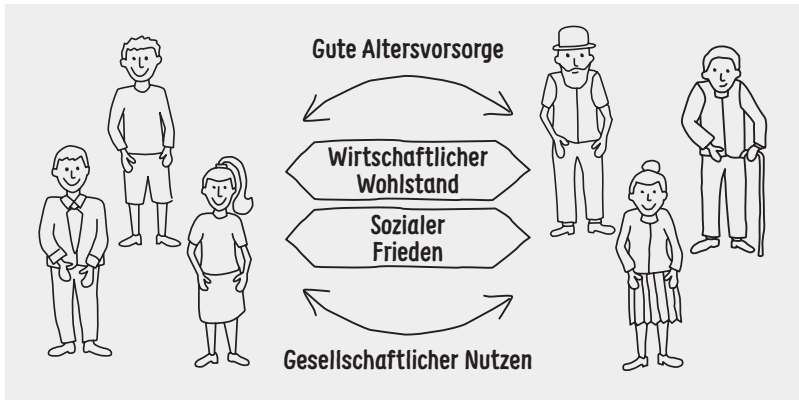 Gute Altersvorsorge
Wirtschaftlicher
Wohlstand
Sozialer
Frieden
Gesellschaftlicher Nutzen